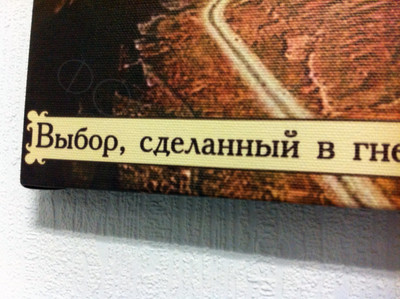 Выбор, сделанный в гне